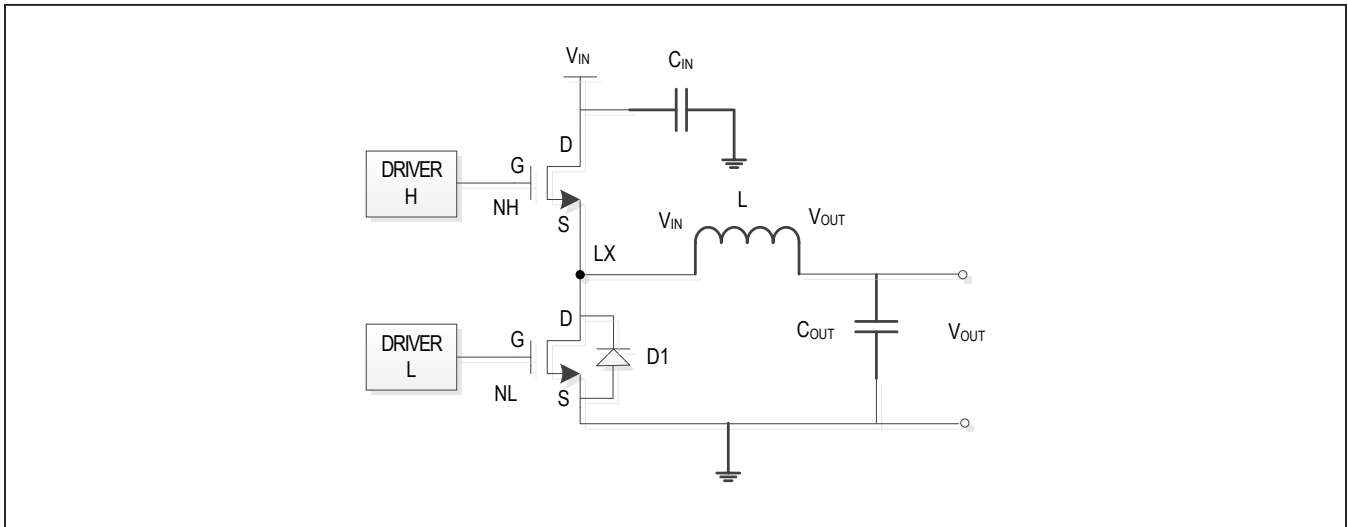 VIN
CIN
D
G
DRIVER
H
NH
S
L
VIN
VOUT
LX
D
G
DRIVER
L
D1
NL
S
COUT
VOUT